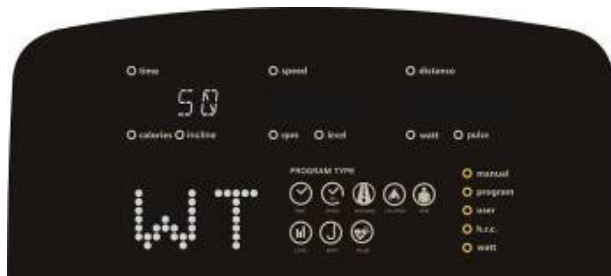 time speed distance
50
calories incline rpm level watt pulse
PROGRAM TYPE
manual
program
WT
user
h.r.c.
watt